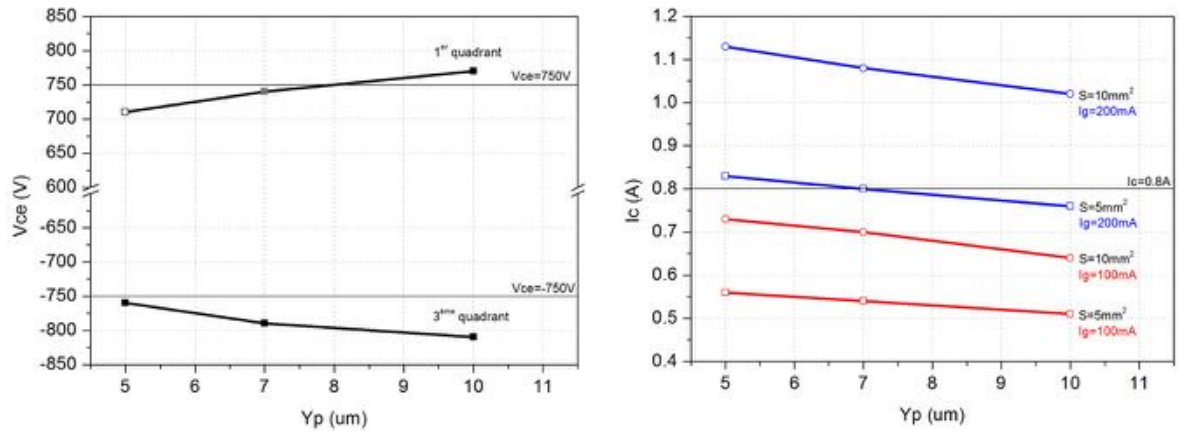 850
800
750
700
650
600
-650
-700
-750
-800
-850
Vce (V)
1er quadrant
Vce=750V
Vce=-750V
3ème quadrant
5 6 7 8 9 10 11
Yp (um)
1.2
1.1
1.0
0.9
0.8
0.7
0.6
0.5
0.4
Ic (A)
S=10mm²
Ig=200mA
Ic=0.8A
S=5mm²
Ig=200mA
S=10mm²
Ig=100mA
S=5mm²
Ig=100mA
5 6 7 8 9 10 11
Yp (um)